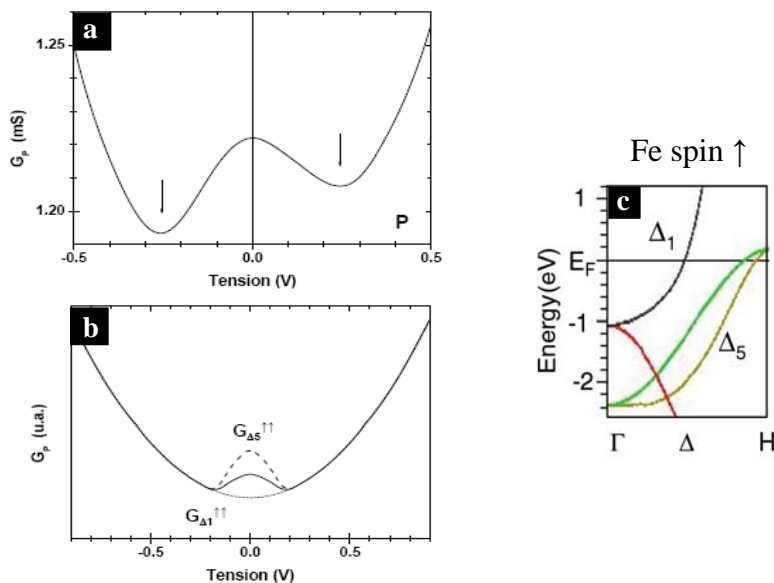 a
1.25
1.20
G_P (mS)
P
-0.5
0.0
0.5
Tension (V)
b
G_P (u.a.)
G_Δ5^↑↑
G_Δ1^↑↑
-0.5
0.0
0.5
Tension (V)
Fe spin ↑
c
1
E_F
-1
-2
Energy(eV)
Δ₁
Δ₅
Γ
Δ
H